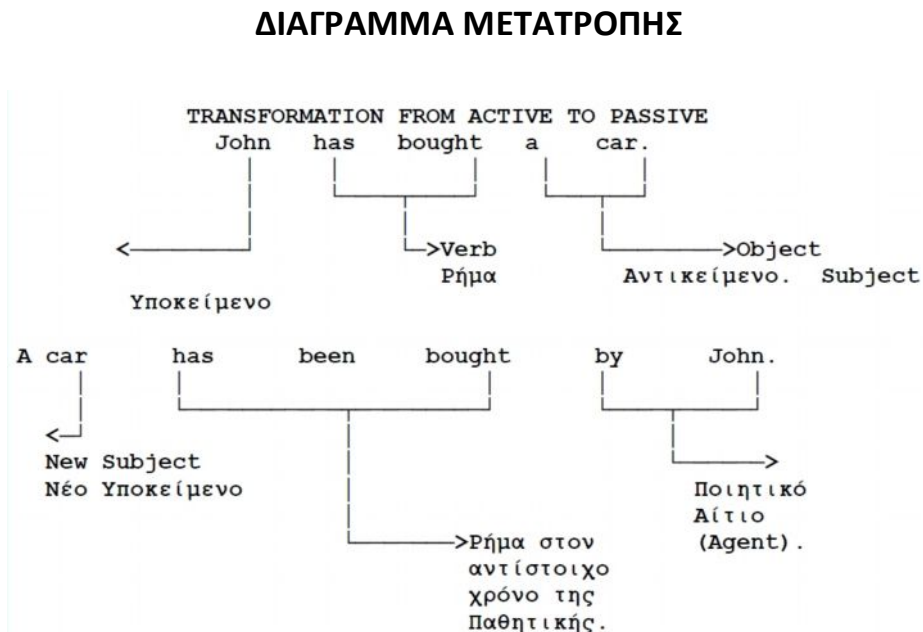 ΔΙΑΓΡΑΜΜΑ ΜΕΤΑΤΡΟΠΗΣ
TRANSFORMATION FROM ACTIVE TO PASSIVE
John has bought a car.
Verb Object
Ρήμα Αντικείμενο. Subject
Υποκείμενο
A car has been bought by John.
New Subject
Νέο Υποκείμενο
Ποιητικό
Αίτιο
(Agent).
Ρήμα στον
αντίστοιχο
χρόνο της
Παθητικής.